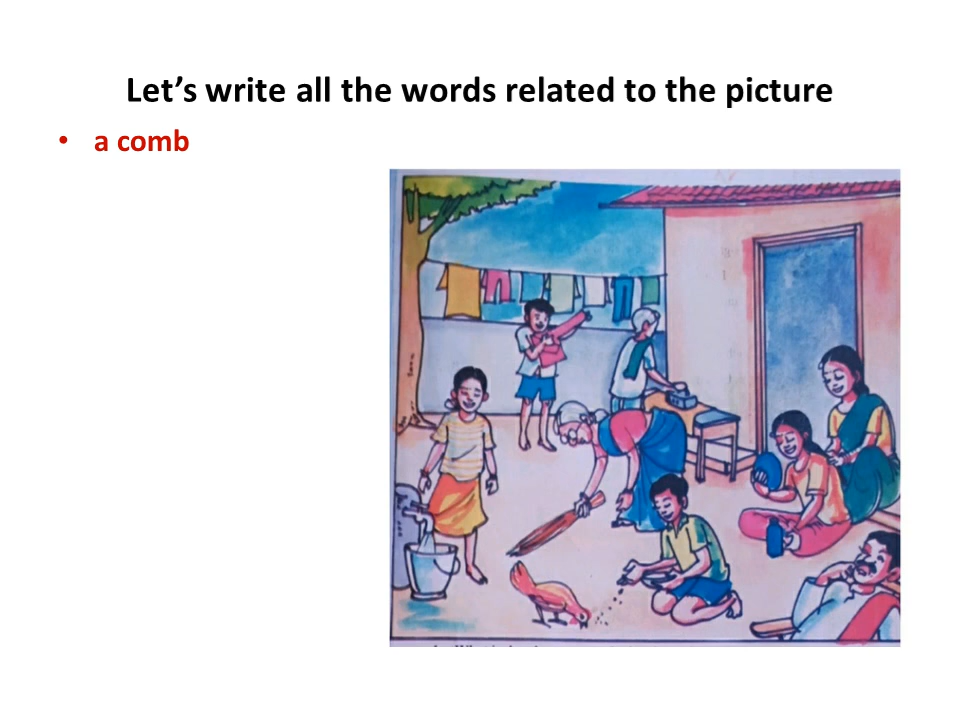 Let's write all the words related to the picture
• a comb